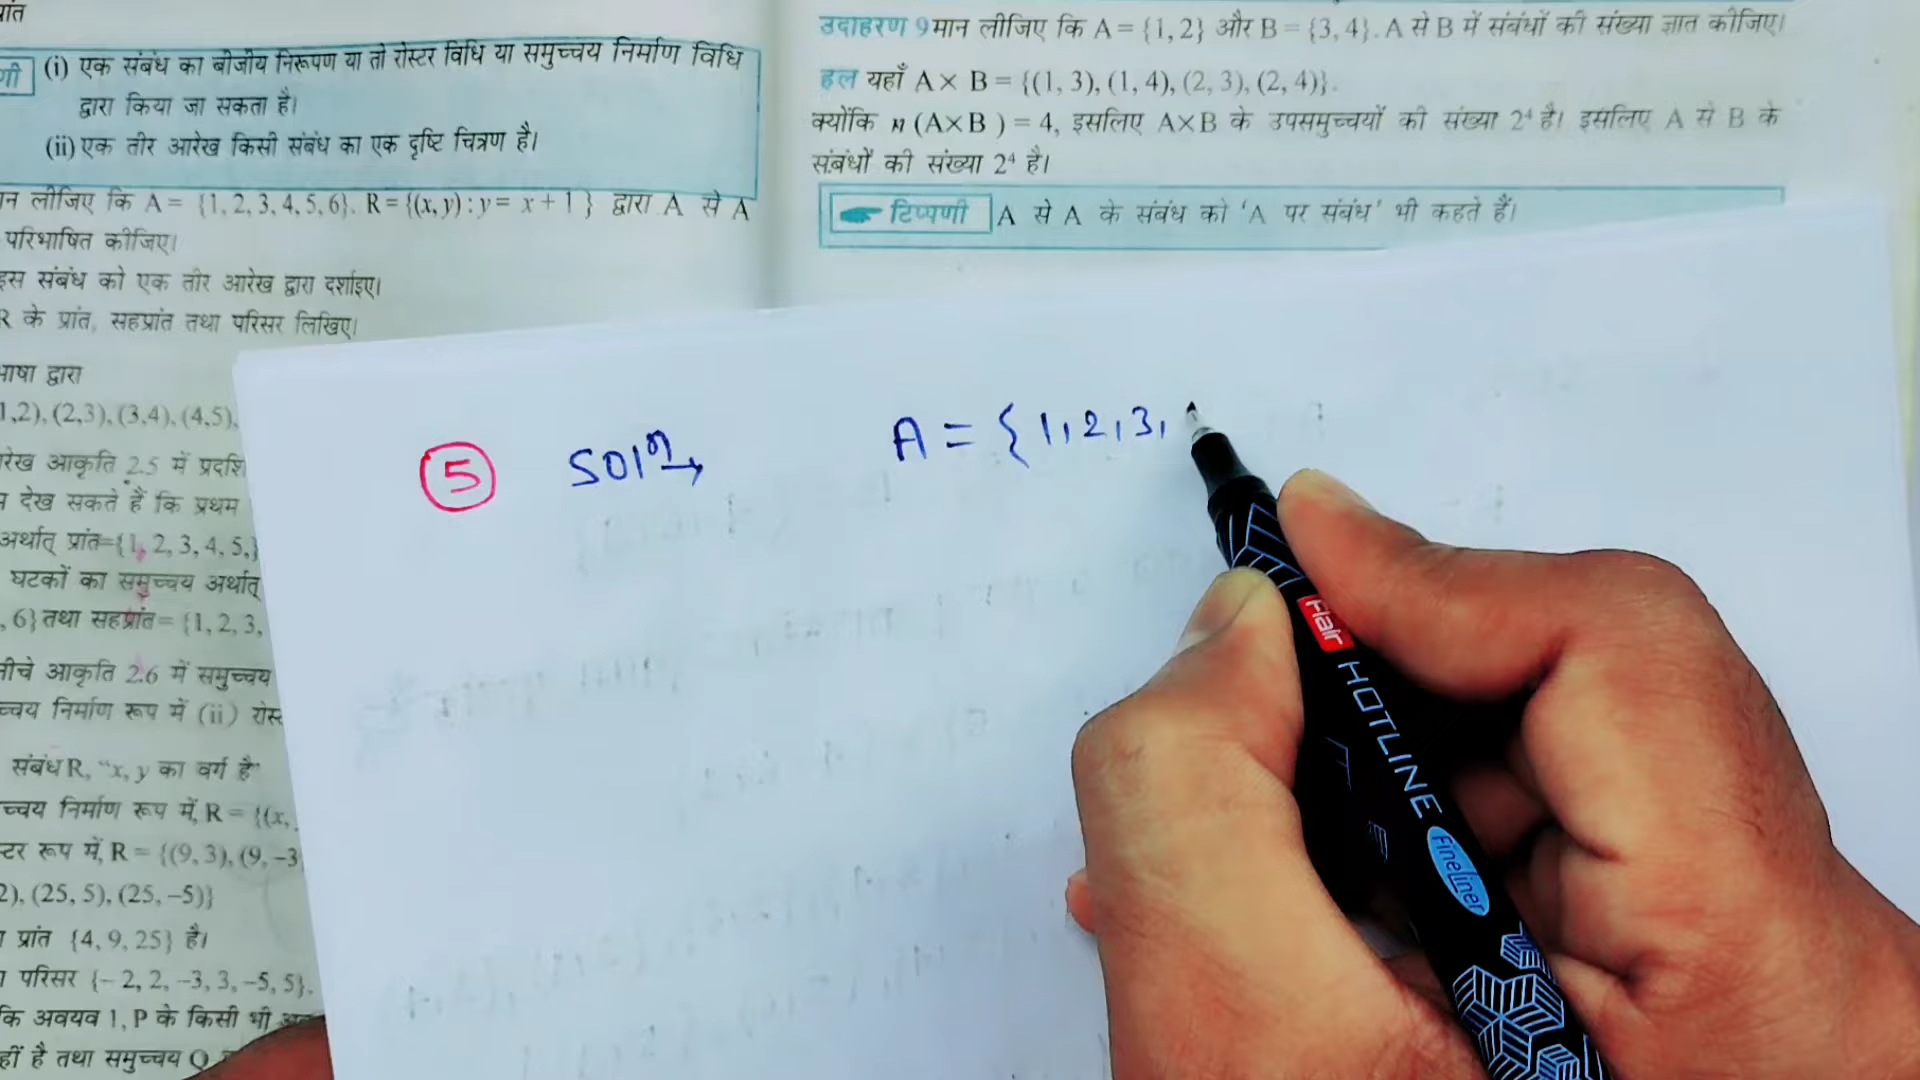 (i) एक संबंध का बीजीय निरूपण या तो रोस्टर विधि या समुच्चय निर्माण विधि
द्वारा किया जा सकता है।
(ii) एक तीर आरेख किसी संबंध का एक दृष्टि चित्रण है।
लीजिए कि A = {1, 2, 3, 4, 5, 6}. R = {(x, y) : y = x + 1} द्वारा A से A
परिभाषित कीजिए।
इस संबंध को एक तीर आरेख द्वारा दर्शाइए।
R के प्रांत, सहप्रांत तथा परिसर लिखिए।
द्वारा
1,2), (2,3), (3,4), (4,5),
आकृति 2.5 में
देख सकते हैं कि प्रथम
अर्थात् प्रांत={1, 2, 3, 4, 5,}
घटकों का समुच्चय अर्थात्
, 6} तथा सहप्रांत = {1, 2, 3,
आकृति 2.6 में समुच्चय
निर्माण रूप में (ii)
संबंध R, “x, y का वर्ग है”
निर्माण रूप में, R = {(x,
रूप में, R = {(9, 3), (9, −3
2), (25, 5), (25, −5)}
प्रांत {4, 9, 25} है।
परिसर {− 2, 2, −3, 3, −5, 5}.
कि अवयव 1, P के किसी भी
है तथा समुच्चय Q
उदाहरण 9 मान लीजिए कि A = {1, 2} और B = {3, 4}. A से B में संबंधों की संख्या ज्ञात कीजिए।
हल यहाँ A × B = {(1, 3), (1, 4), (2, 3), (2, 4)}.
क्योंकि n (A×B ) = 4, इसलिए A×B के उपसमुच्चयों की संख्या 2⁴ है। इसलिए A से B के
संबंधों की संख्या 2⁴ है।
टिप्पणी A से A के संबंध को ‘A पर संबंध’ भी कहते हैं।
5 Solⁿ→ A = { 1, 2, 3,
Flair HOTLINE Fineliner